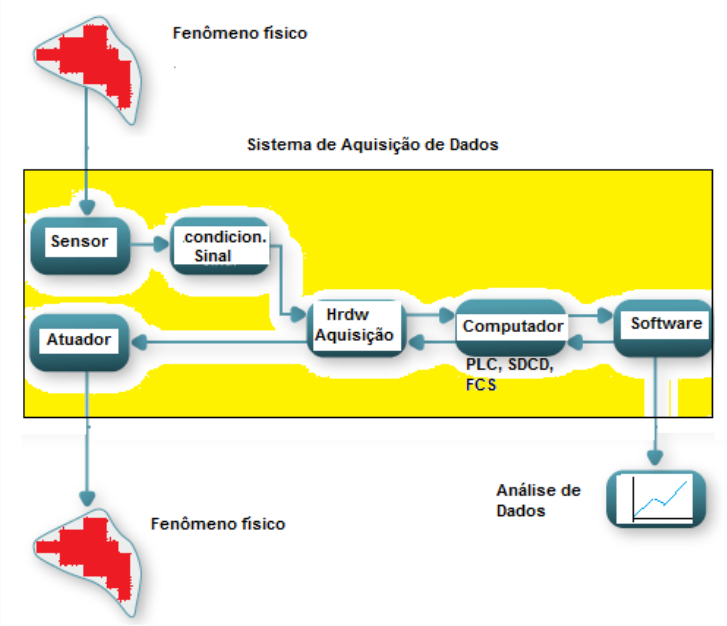 Fenômeno físico
Sistema de Aquisição de Dados
Sensor
.condicion.
Sinal
Hrdw
Aquisição
Computador
Software
Atuador
PLC, SDCD,
FCS
Análise de
Dados
Fenômeno físico